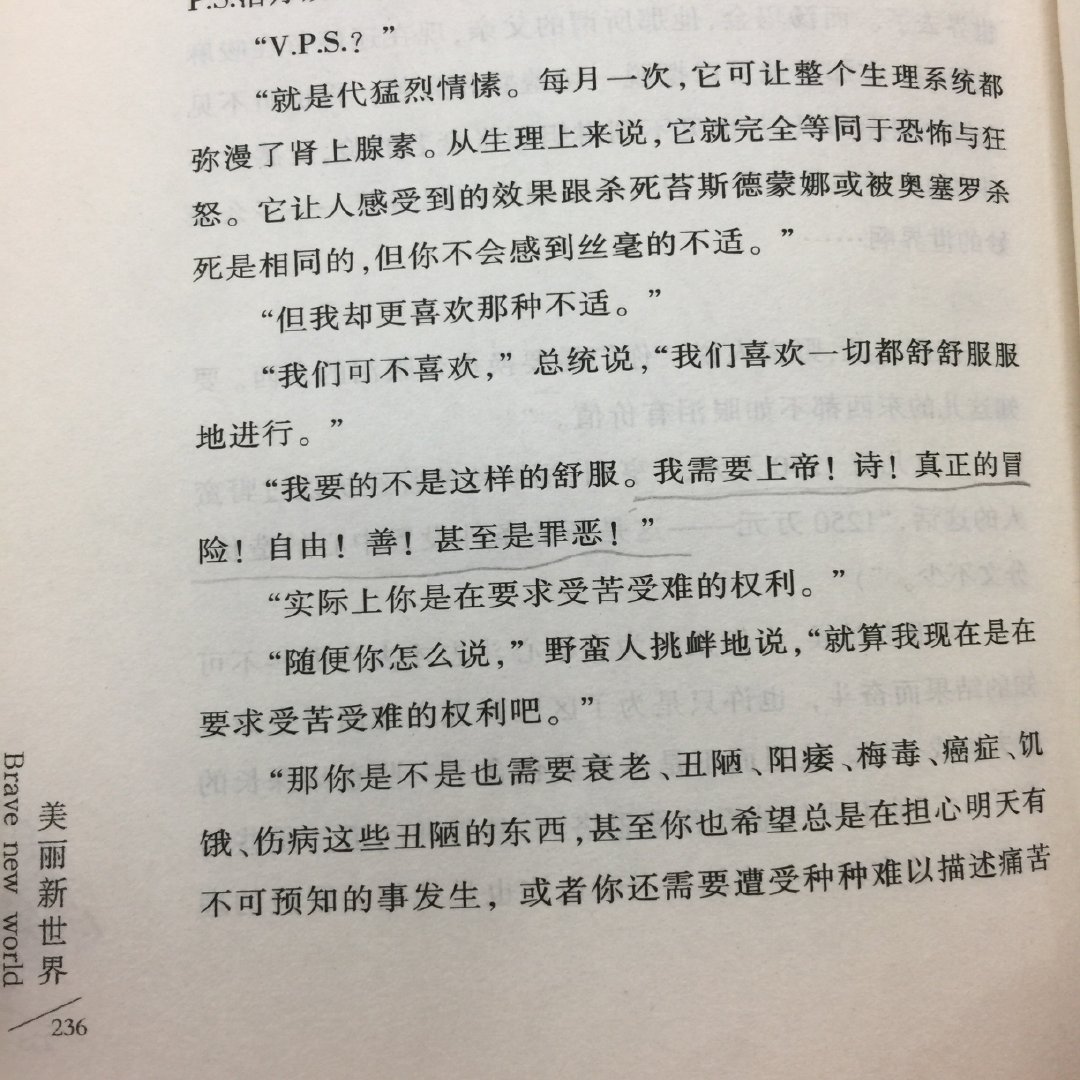 “V.P.S.？”
“就是代猛烈情愫。每月一次，它可让整个生理系统都
弥漫了肾上腺素。从生理上来说，它就完全等同于恐怖与狂
怒。它让人感受到的效果跟杀死苔斯德蒙娜或被奥塞罗杀
死是相同的，但你不会感到丝毫的不适。”
“但我却更喜欢那种不适。”
“我们可不喜欢，”总统说，“我们喜欢一切都舒舒服服
地进行。”
“我要的不是这样的舒服。我需要上帝！诗！真正的冒
险！自由！善！甚至是罪恶！”
“实际上你是在要求受苦受难的权利。”
“随便你怎么说，”野蛮人挑衅地说，“就算我现在是在
要求受苦受难的权利吧。”
“那你是不是也需要衰老、丑陋、阳痿、梅毒、癌症、饥
饿、伤病这些丑陋的东西，甚至你也希望总是在担心明天有
不可预知的事发生，或者你还需要遭受种种难以描述痛苦
美丽新世界
Brave new world
236